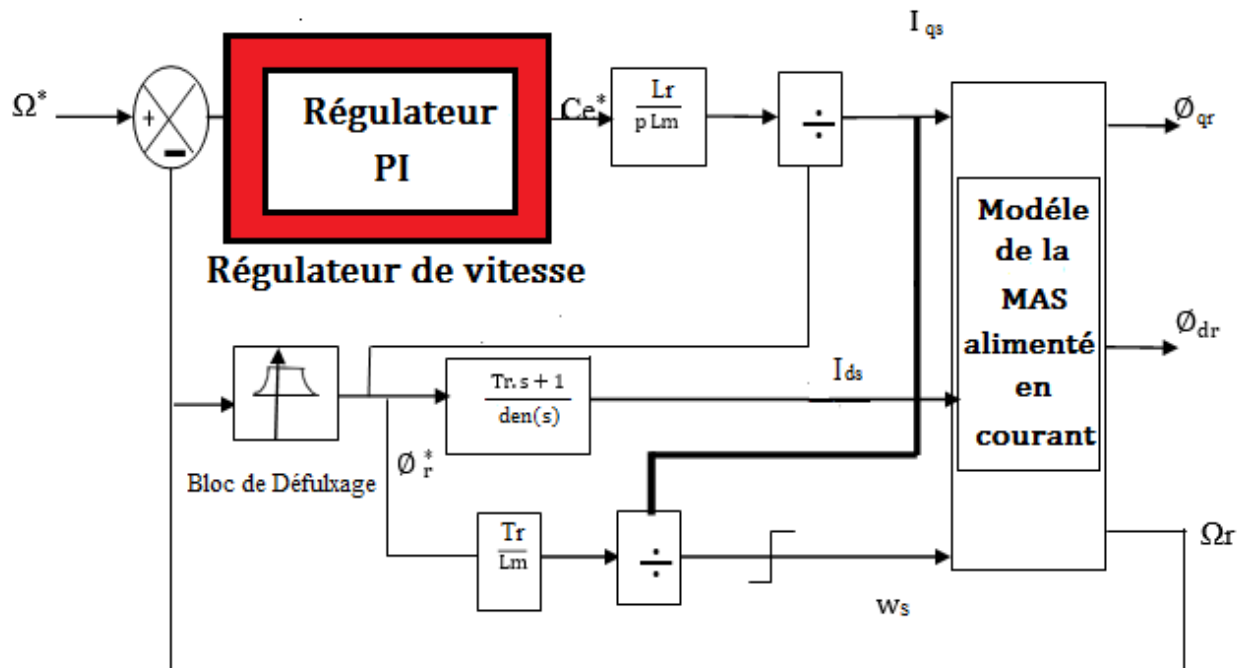 I qs
Ω*
+
Régulateur
PI
Ce*
Lr
p Lm
÷
Ø qr
-
Régulateur de vitesse
Modéle
de la
MAS
alimenté
en
courant
Ø dr
Tr. s + 1
den(s)
Ids
Ø r*
Bloc de Défulxage
Tr
Lm
÷
Ωr
ws